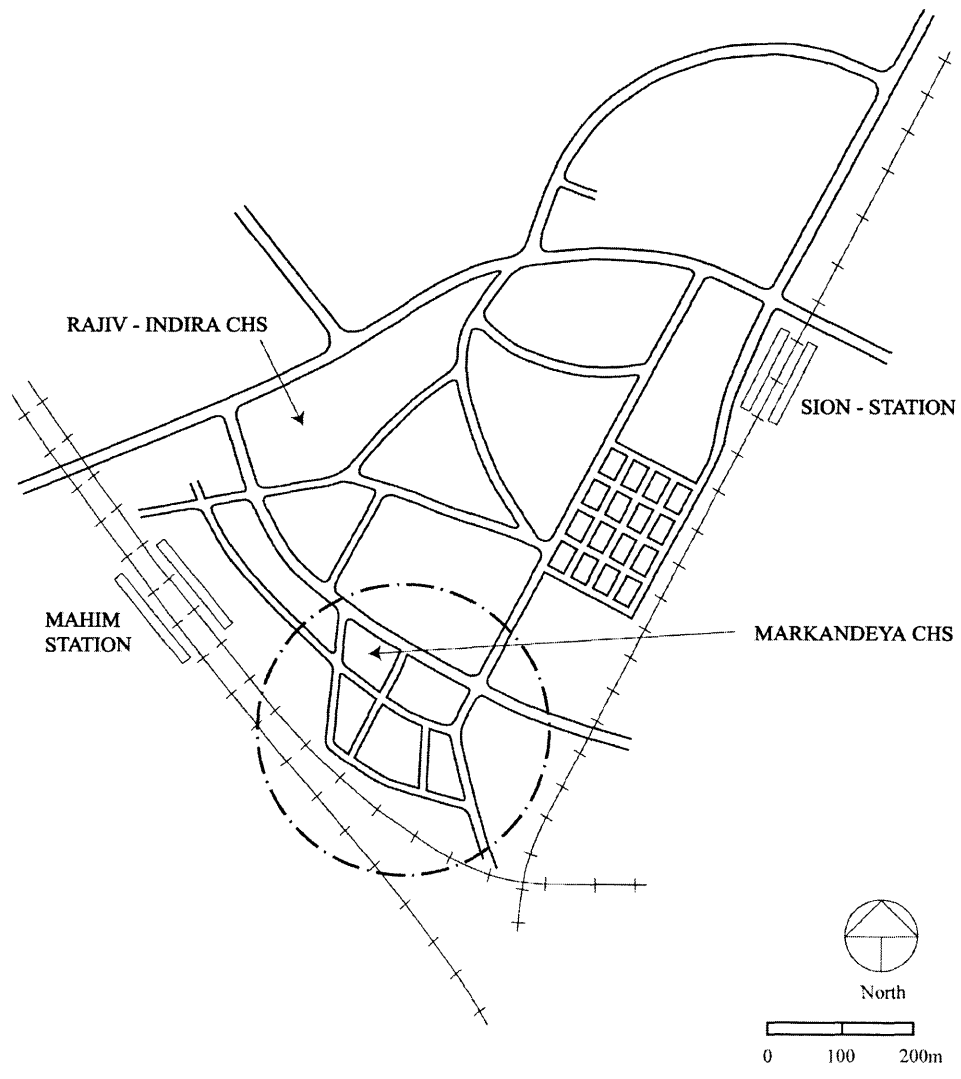 RAJIV - INDIRA CHS
SION - STATION
MAHIM
STATION
MARKANDEYA CHS
North
0 100 200m